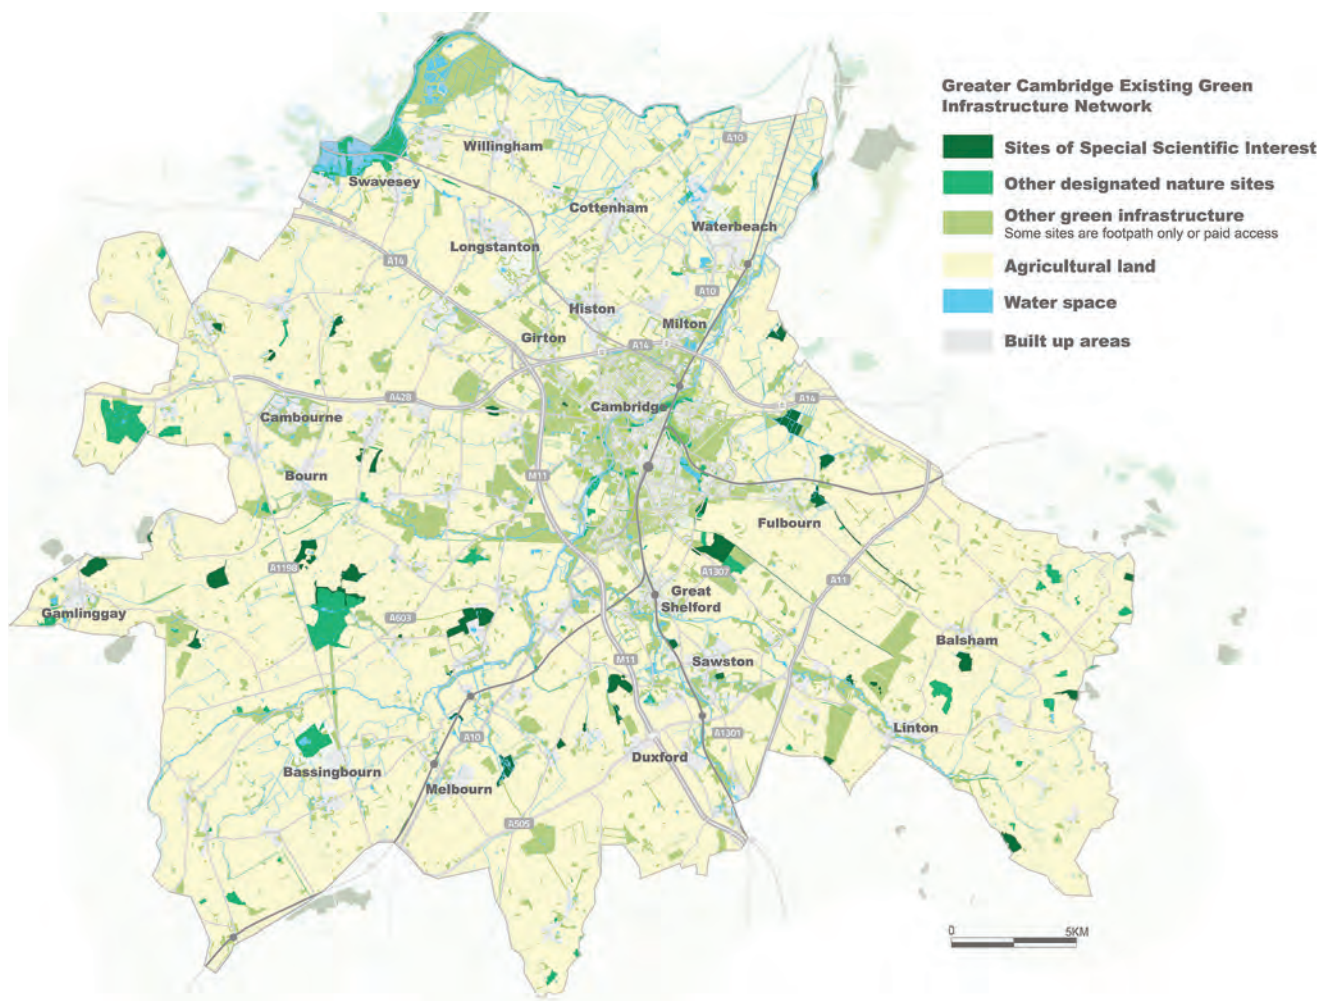 Greater Cambridge Existing Green
Infrastructure Network
Sites of Special Scientific Interest
Other designated nature sites
Other green infrastructure
Some sites are footpath only or paid access
Agricultural land
Water space
Built up areas
A10
Willingham
Swavesey
Cottenham
Waterbeach
Longstanton
A14
A10
Histon
Milton
Girton
A14
A428
A14
Cambourne
Cambridge
Bourn
M11
Fulbourn
A1198
A1307
A11
Gamlinggay
Great
Shelford
A603
Balsham
M11
Sawston
Linton
A10
A1301
Duxford
Bassingbourn
Melbourn
A505
0
5KM